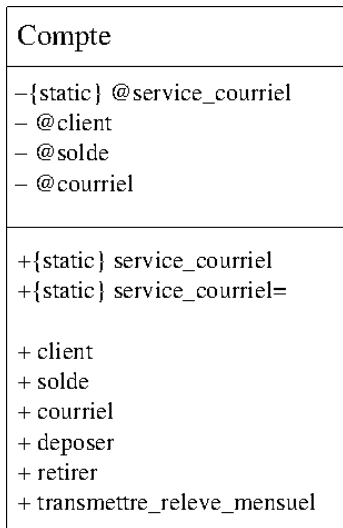 Compte
−{static} @service_courriel
− @client
− @solde
− @courriel
+{static} service_courriel
+{static} service_courriel=
+ client
+ solde
+ courriel
+ deposer
+ retirer
+ transmettre_releve_mensuel